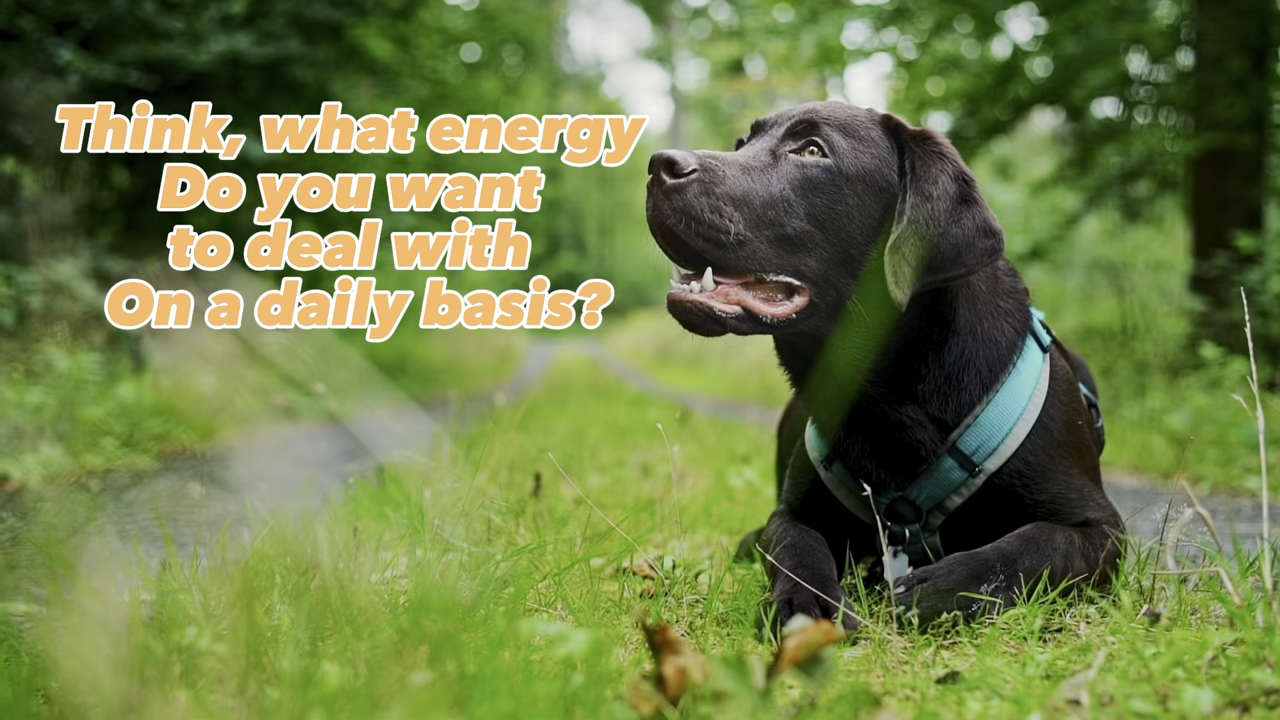 Think, what energy
Do you want
to deal with
On a daily basis?